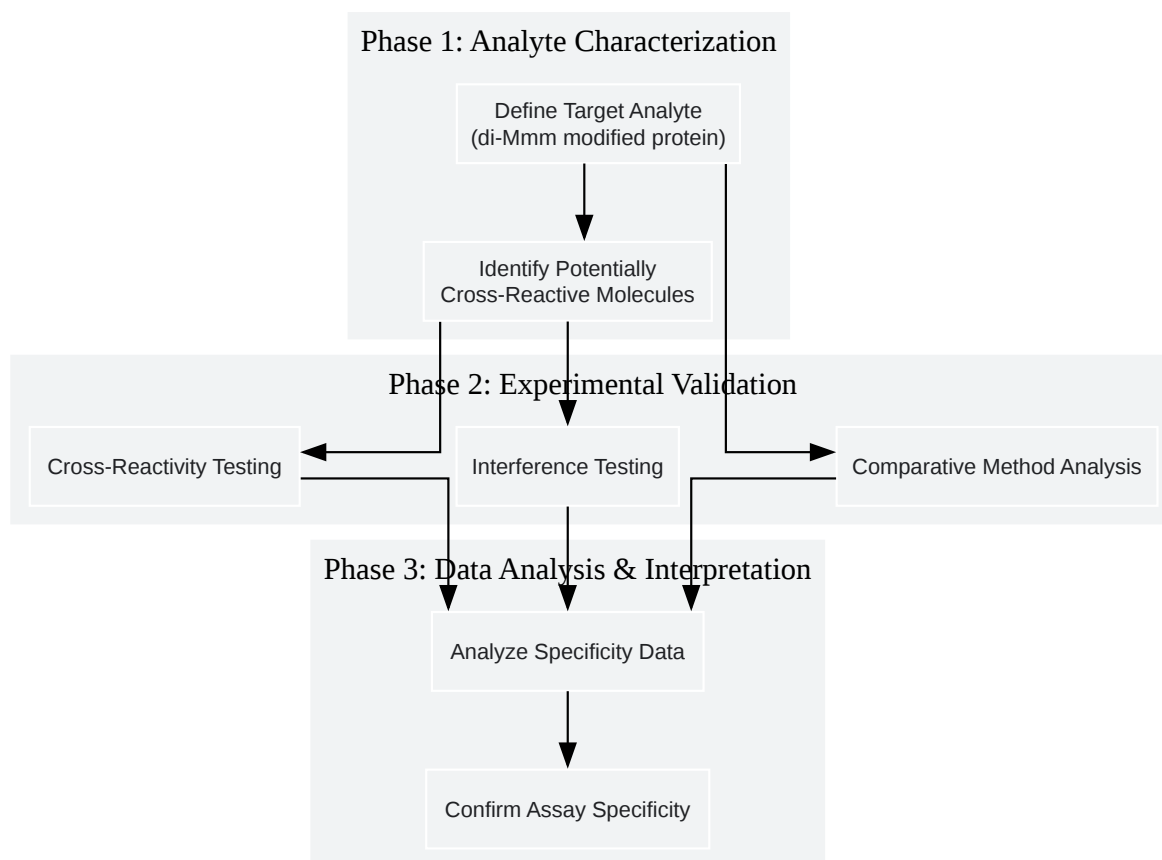 Phase 1: Analyte Characterization
Define Target Analyte
(di-Mmm modified protein)
Identify Potentially
Cross-Reactive Molecules
Phase 2: Experimental Validation
Cross-Reactivity Testing
Interference Testing
Comparative Method Analysis
Phase 3: Data Analysis & Interpretation
Analyze Specificity Data
Confirm Assay Specificity